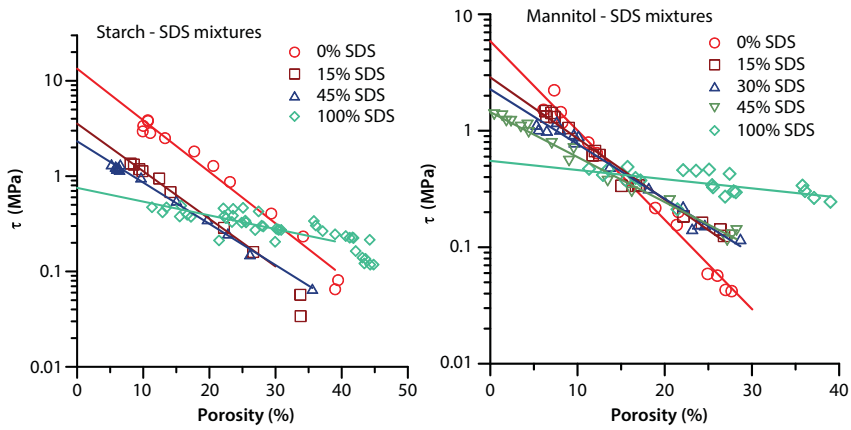 Starch - SDS mixtures
0% SDS
15% SDS
45% SDS
100% SDS
10
1
0.1
0.01
τ (MPa)
0 10 20 30 40 50
Porosity (%)
Mannitol - SDS mixtures
0% SDS
15% SDS
30% SDS
45% SDS
100% SDS
10
1
0.1
0.01
τ (MPa)
0 10 20 30 40
Porosity (%)